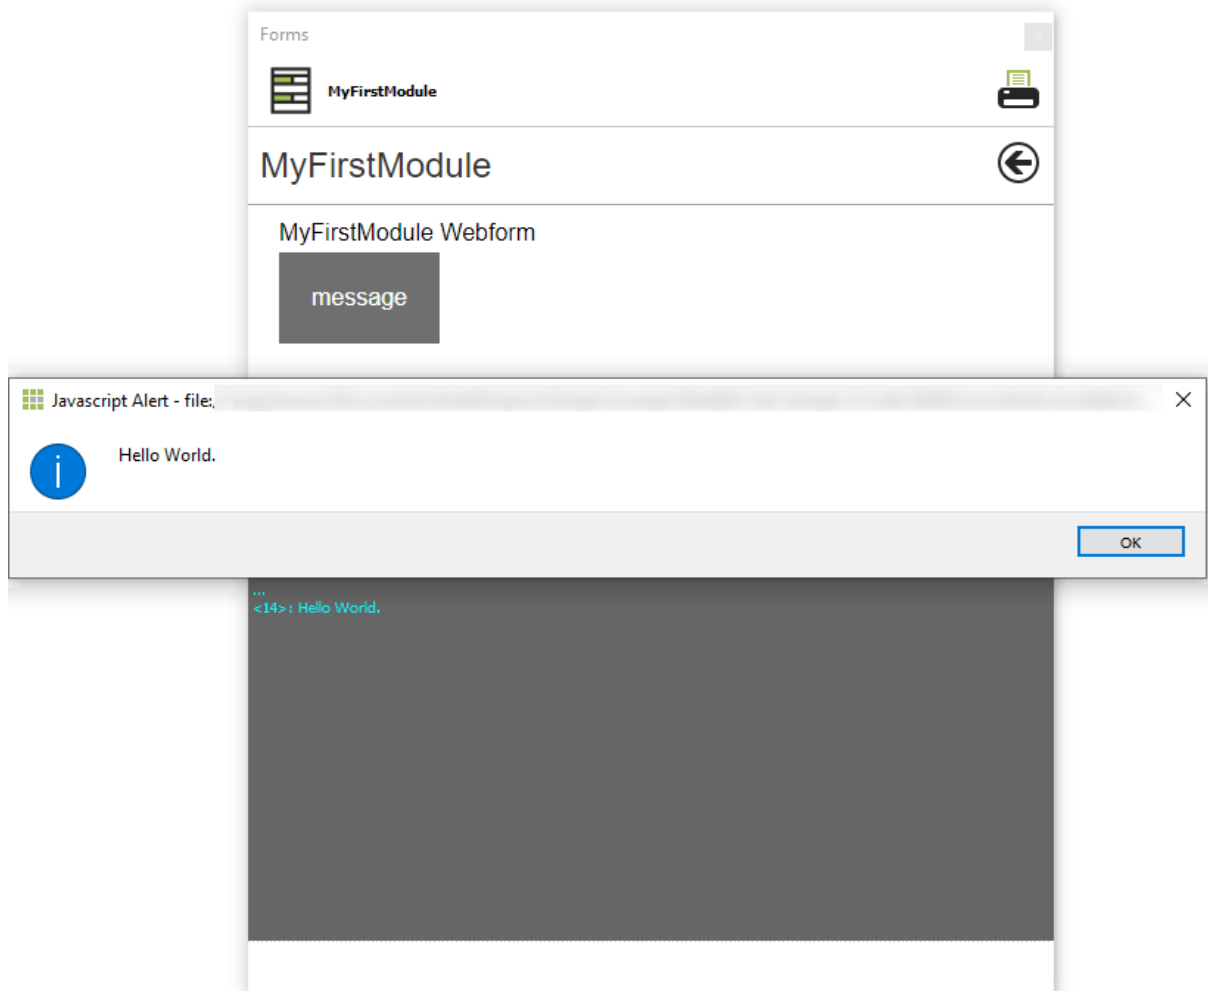 Forms
x
MyFirstModule
MyFirstModule
MyFirstModule Webform
message
Javascript Alert - file:
Hello World.
OK
...
<14>: Hello World.